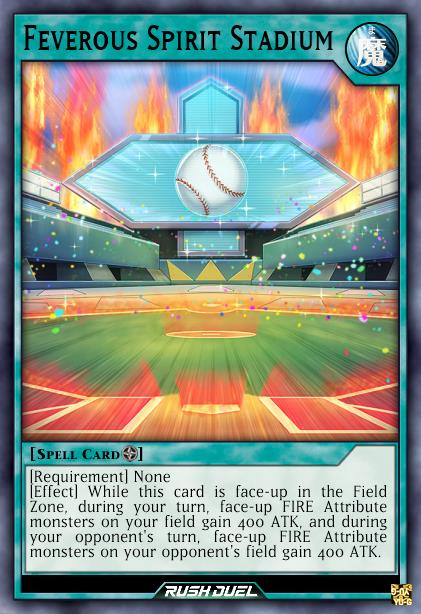 Feverous Spirit Stadium
ま
魔
[Spell Card]
[Requirement] None
[Effect] While this card is face-up in the Field
Zone, during your turn, face-up FIRE Attribute
monsters on your field gain 400 ATK, and during
your opponent's turn, face-up FIRE Attribute
monsters on your opponent's field gain 400 ATK.
RUSH DUEL